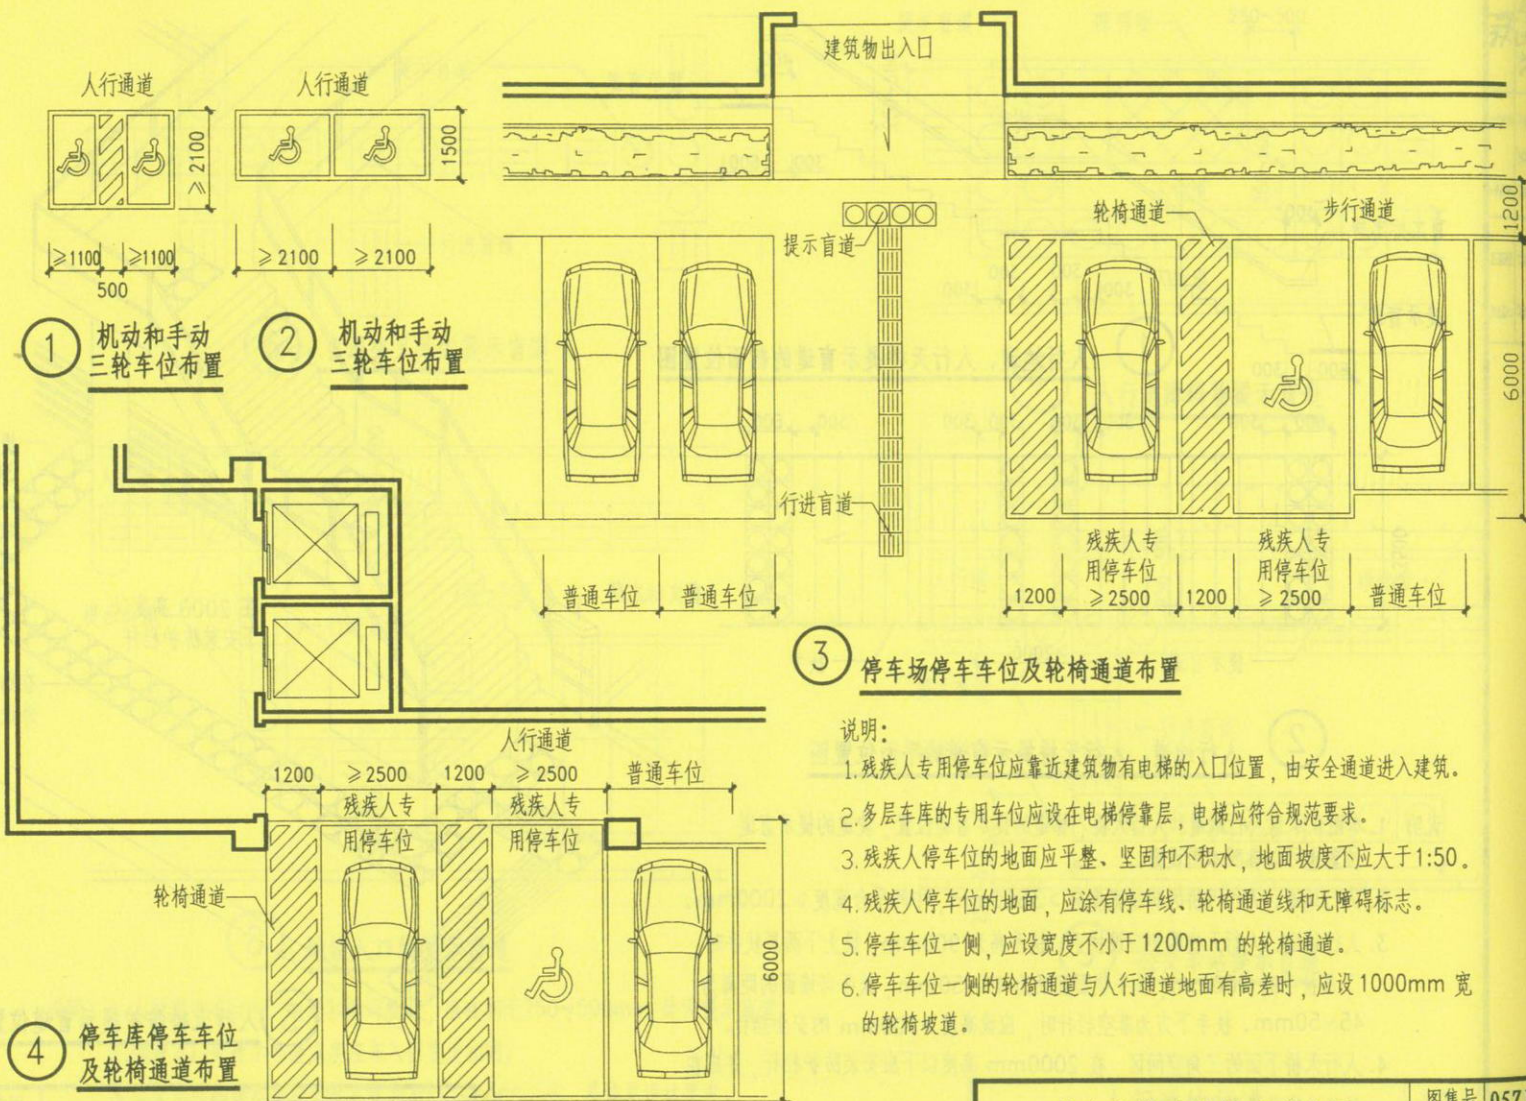 人行通道
人行通道
≥2100
1500
≥1100
≥1100
500
≥2100
≥2100
① 机动和手动
三轮车位布置
② 机动和手动
三轮车位布置
建筑物出入口
提示盲道
行进盲道
轮椅通道
步行通道
1200
6000
普通车位
普通车位
残疾人专
用停车位
残疾人专
用停车位
1200
≥2500
1200
≥2500
普通车位
③ 停车场停车车位及轮椅通道布置
人行通道
1200
≥2500
1200
≥2500
普通车位
残疾人专
用停车位
残疾人专
用停车位
轮椅通道
6000
④ 停车库停车车位
及轮椅通道布置
说明：
1.残疾人专用停车位应靠近建筑物有电梯的入口位置，由安全通道进入建筑。
2.多层车库的专用车位应设在电梯停靠层，电梯应符合规范要求。
3.残疾人停车位的地面应平整、坚固和不积水，地面坡度不应大于1:50。
4.残疾人停车位的地面，应涂有停车线、轮椅通道线和无障碍标志。
5.停车车位一侧，应设宽度不小于1200mm 的轮椅通道。
6.停车车位一侧的轮椅通道与人行通道地面有高差时，应设1000mm 宽
的轮椅坡道。
图集号 057